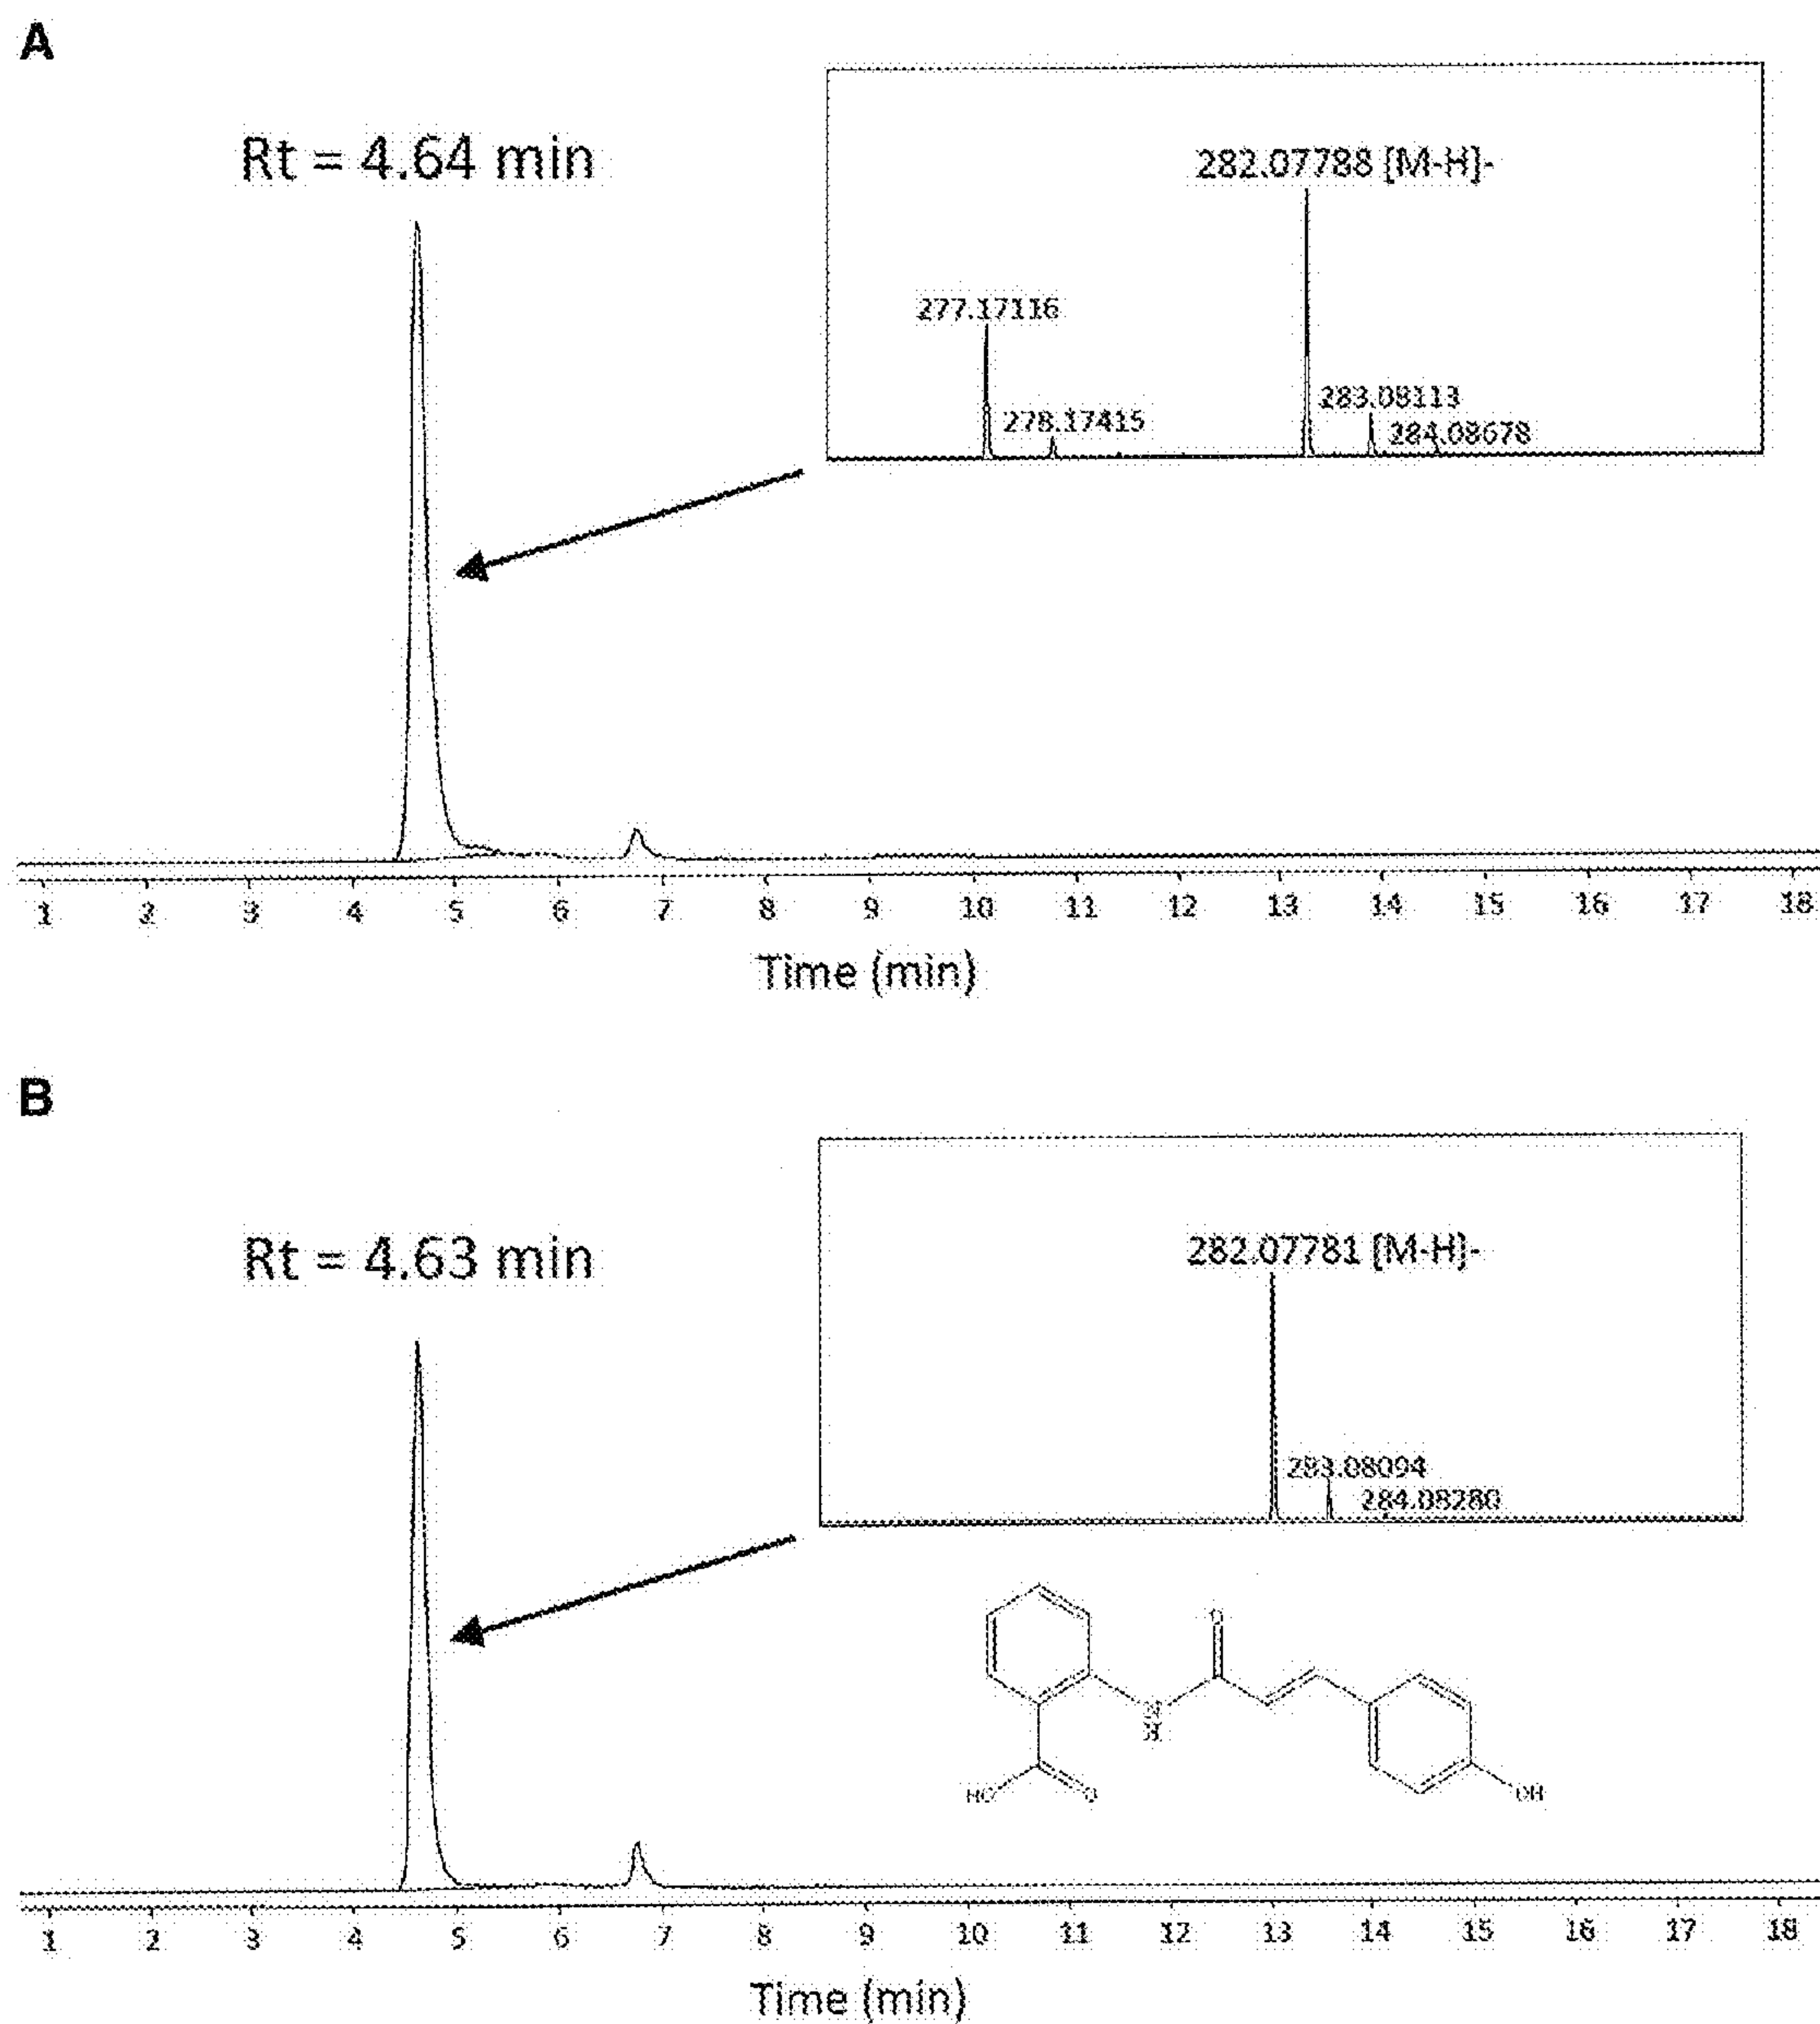 A
Rt = 4.64 min
282.07788 [M-H]-
277.17116
283.08113
278.17415
284.08678
1 2 3 4 5 6 7 8 9 10 11 12 13 14 15 16 17 18
Time (min)
B
Rt = 4.63 min
282.07781 [M-H]-
283.08094
284.08280
O
N
H
HO
O
OH
1 2 3 4 5 6 7 8 9 10 11 12 13 14 15 16 17 18
Time (min)